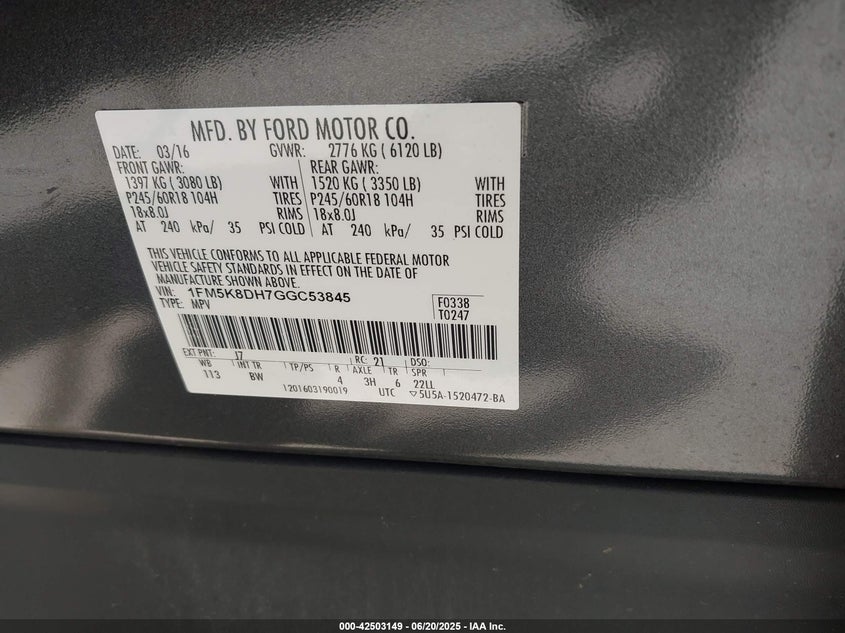 MFD. BY FORD MOTOR CO.
DATE: 03/16 GVWR: 2776 KG ( 6120 LB)
FRONT GAWR: REAR GAWR:
1397 KG ( 3080 LB) WITH 1520 KG ( 3350 LB) WITH
P245/60R18 104H TIRES P245/60R18 104H TIRES
18x8.0J RIMS 18x8.0J RIMS
AT 240 kPa/ 35 PSI COLD AT 240 kPa/ 35 PSI COLD
THIS VEHICLE CONFORMS TO ALL APPLICABLE FEDERAL MOTOR
VEHICLE SAFETY STANDARDS IN EFFECT ON THE DATE OF
MANUFACTURE SHOWN ABOVE.
VIN: 1FM5K8DH7GGC53845 F0338
TYPE: MPV T0247
EXT PNT: J7 RC: 21 DSO:
WB INT TR TP/PS R AXLE TR SPR
113 BW 4 3H 6 22LL
1201603190019 UTC ▽5U5A-1520472-BA
000-42503149 - 06/20/2025 - IAA Inc.